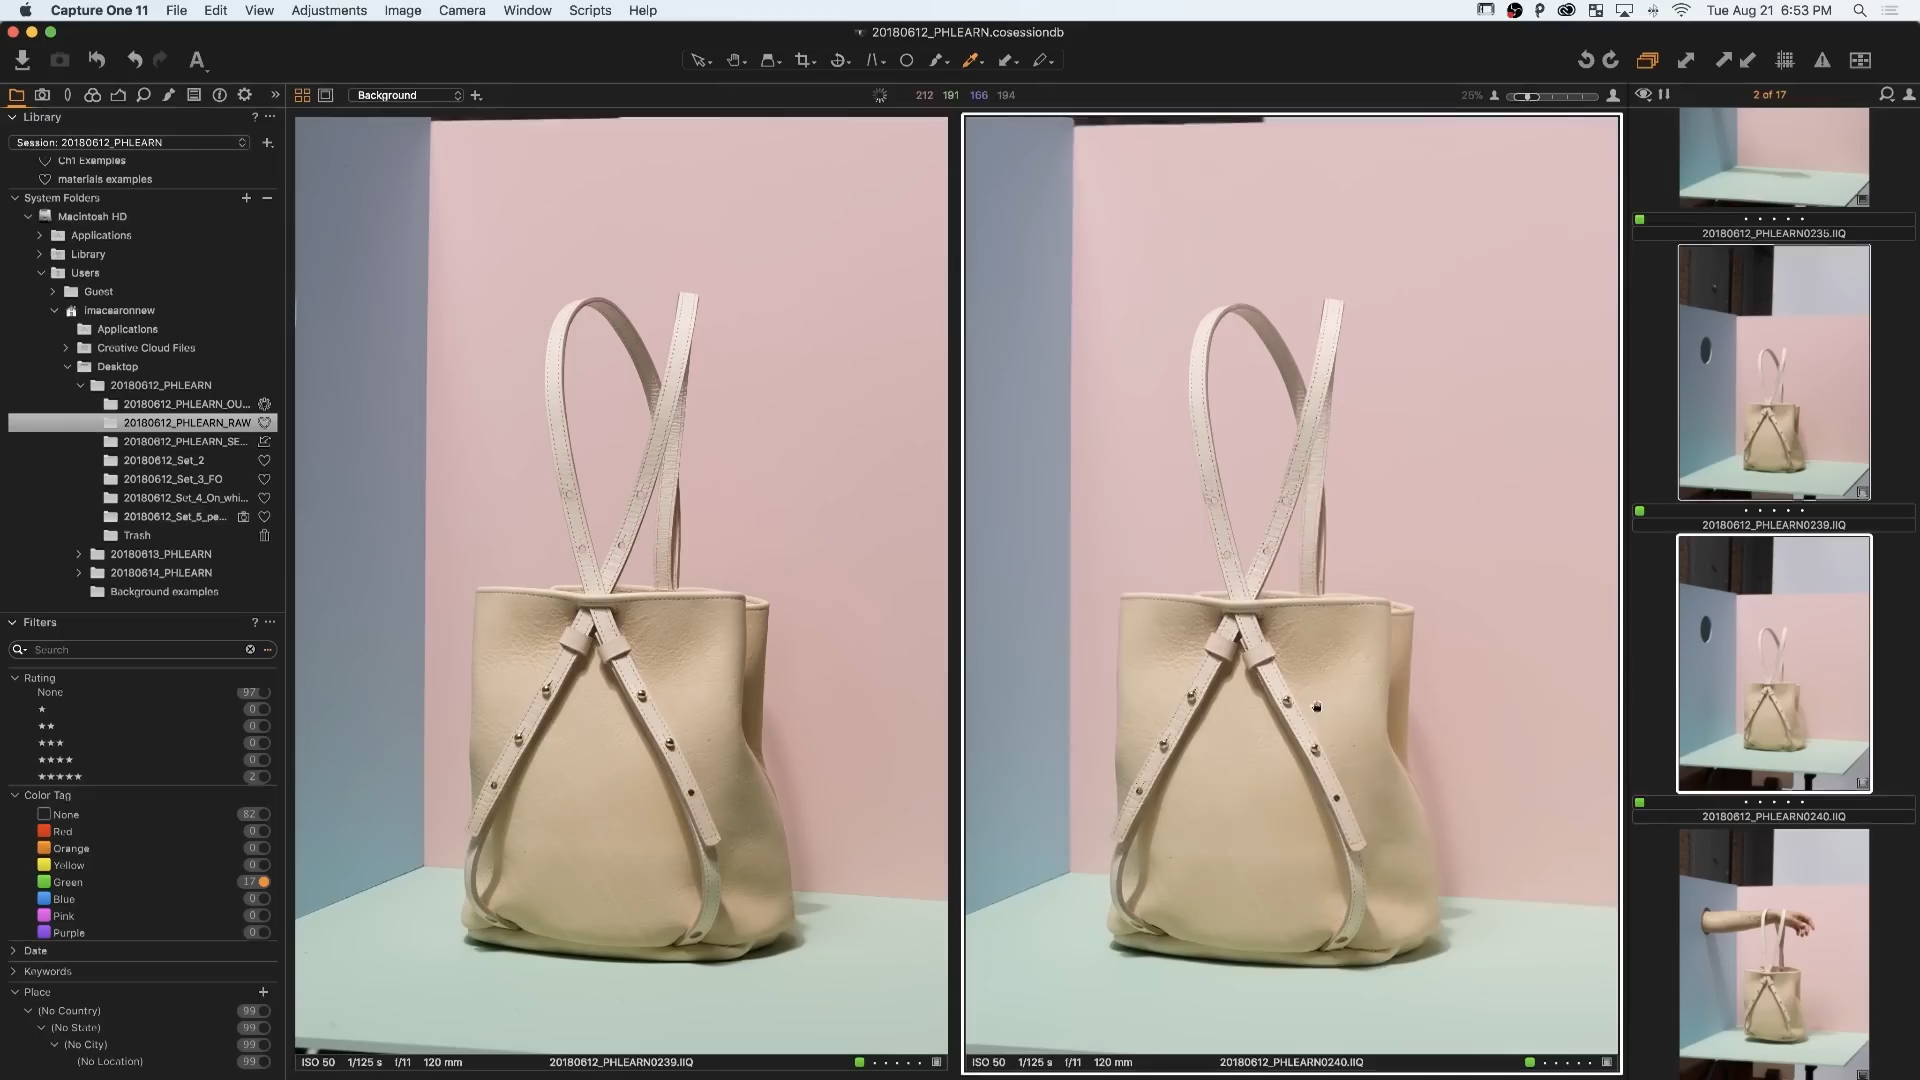 Capture One 11 File Edit View Adjustments Image Camera Window Scripts Help Tue Aug 21 6:53 PM
20180612_PHLEARN.cosessiondb
A
Background
212 191 166 194
25%
2 of 17
Library
?
Session: 20180612_PHLEARN
Ch1 Examples
materials examples
System Folders
Macintosh HD
Applications
Library
Users
Guest
imacaaronnew
Applications
Creative Cloud Files
Desktop
20180612_PHLEARN
20180612_PHLEARN_OU...
20180612_PHLEARN_RAW
20180612_PHLEARN_SE...
20180612_Set_2
20180612_Set_3_FO
20180612_Set_4_On_whi...
20180612_Set_5_pe...
Trash
20180613_PHLEARN
20180614_PHLEARN
Background examples
Filters
?
Search
Rating
None 97
★ 0
★★ 0
★★★ 0
★★★★ 0
★★★★★ 2
Color Tag
None 82
Red 0
Orange 0
Yellow 0
Green 17
Blue 0
Pink 0
Purple 0
Date
Keywords
Place
(No Country) 99
(No State) 99
(No City) 99
(No Location) 99
ISO 50 1/125 s f/11 120 mm 20180612_PHLEARN0239.IIQ
ISO 50 1/125 s f/11 120 mm 20180612_PHLEARN0240.IIQ
20180612_PHLEARN0235.IIQ
20180612_PHLEARN0239.IIQ
20180612_PHLEARN0240.IIQ